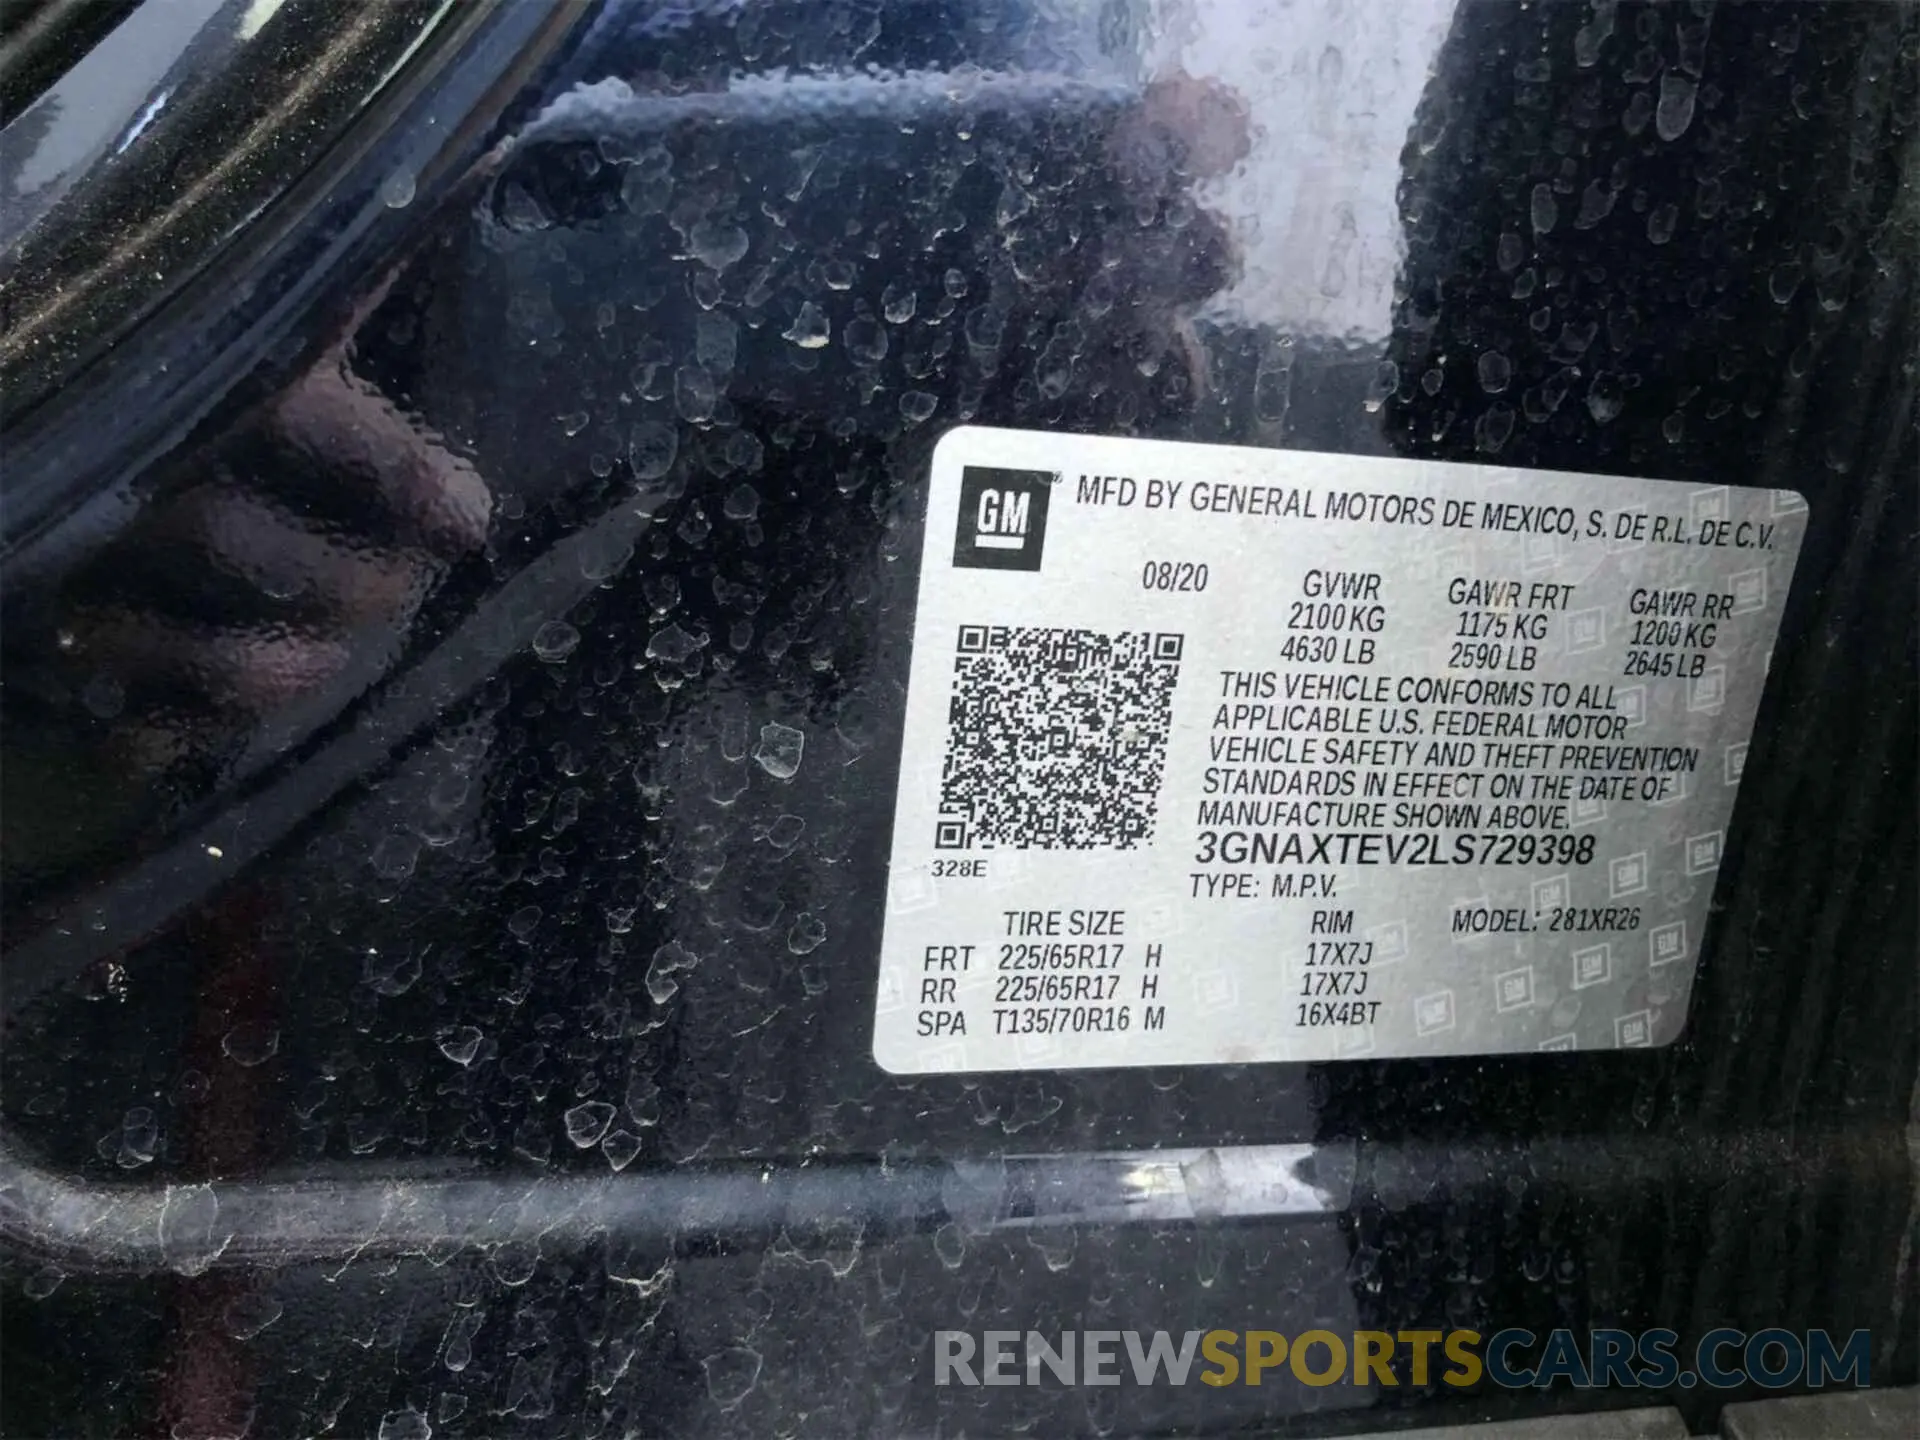 GM® MFD BY GENERAL MOTORS DE MEXICO, S. DE R.L. DE C.V.
08/20 GVWR GAWR FRT GAWR RR
2100 KG 1175 KG 1200 KG
4630 LB 2590 LB 2645 LB
THIS VEHICLE CONFORMS TO ALL
APPLICABLE U.S. FEDERAL MOTOR
VEHICLE SAFETY AND THEFT PREVENTION
STANDARDS IN EFFECT ON THE DATE OF
MANUFACTURE SHOWN ABOVE.
3GNAXTEV2LS729398
328E
TYPE: M.P.V.
TIRE SIZE RIM MODEL: 281XR26
FRT 225/65R17 H 17X7J
RR 225/65R17 H 17X7J
SPA T135/70R16 M 16X4BT
RENEWSPORTSCARS.COM